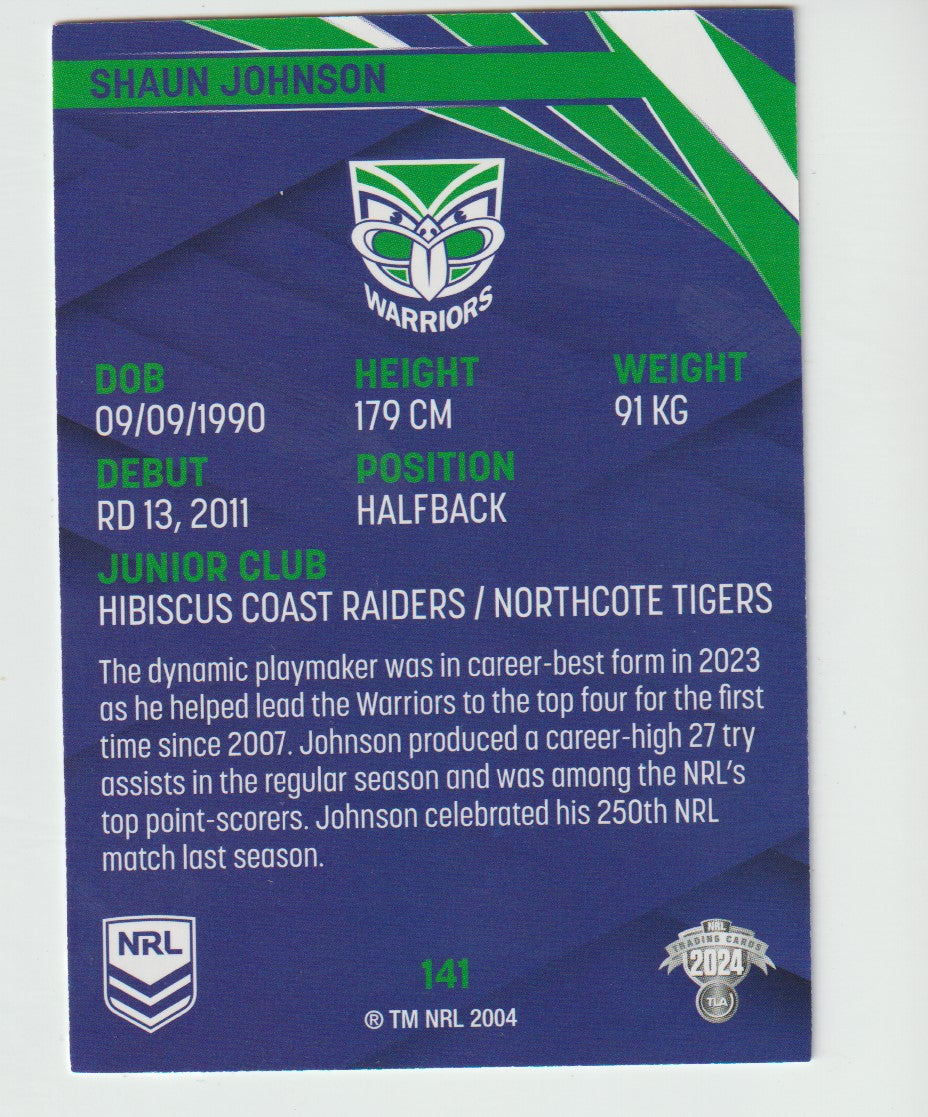 SHAUN JOHNSON
WARRIORS
DOB HEIGHT WEIGHT
09/09/1990 179 CM 91 KG
DEBUT POSITION
RD 13, 2011 HALFBACK
JUNIOR CLUB
HIBISCUS COAST RAIDERS / NORTHCOTE TIGERS
The dynamic playmaker was in career-best form in 2023
as he helped lead the Warriors to the top four for the first
time since 2007. Johnson produced a career-high 27 try
assists in the regular season and was among the NRL's
top point-scorers. Johnson celebrated his 250th NRL
match last season.
NRL
141
® TM NRL 2004
NRL
TRADING CARDS
2024
TLA